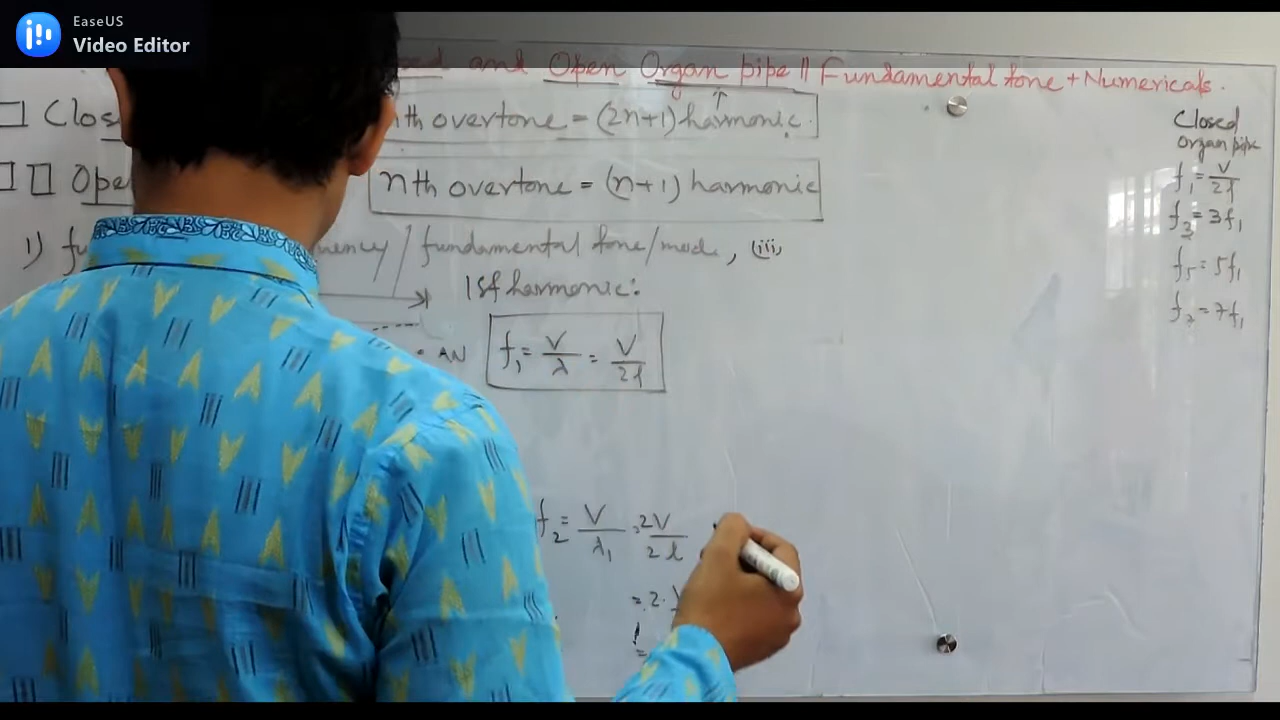 EaseUS
Video Editor
and Open Organ pipe || Fundamental tone + Numericals.
□ Clos
nth overtone = (2n+1) harmonic.
□□ Ope
nth overtone = (n+1) harmonic
1) fu uency / fundamental tone/mode, (iii)
1st harmonic:
AN
f₁ = V/λ = V/2l
f₂ = V/λ₁ = 2V/2l
= 2.
=
Closed
Organ pipe
f₁ = V/2l
f₃ = 3f₁
f₅ = 5f₁
f₇ = 7f₁